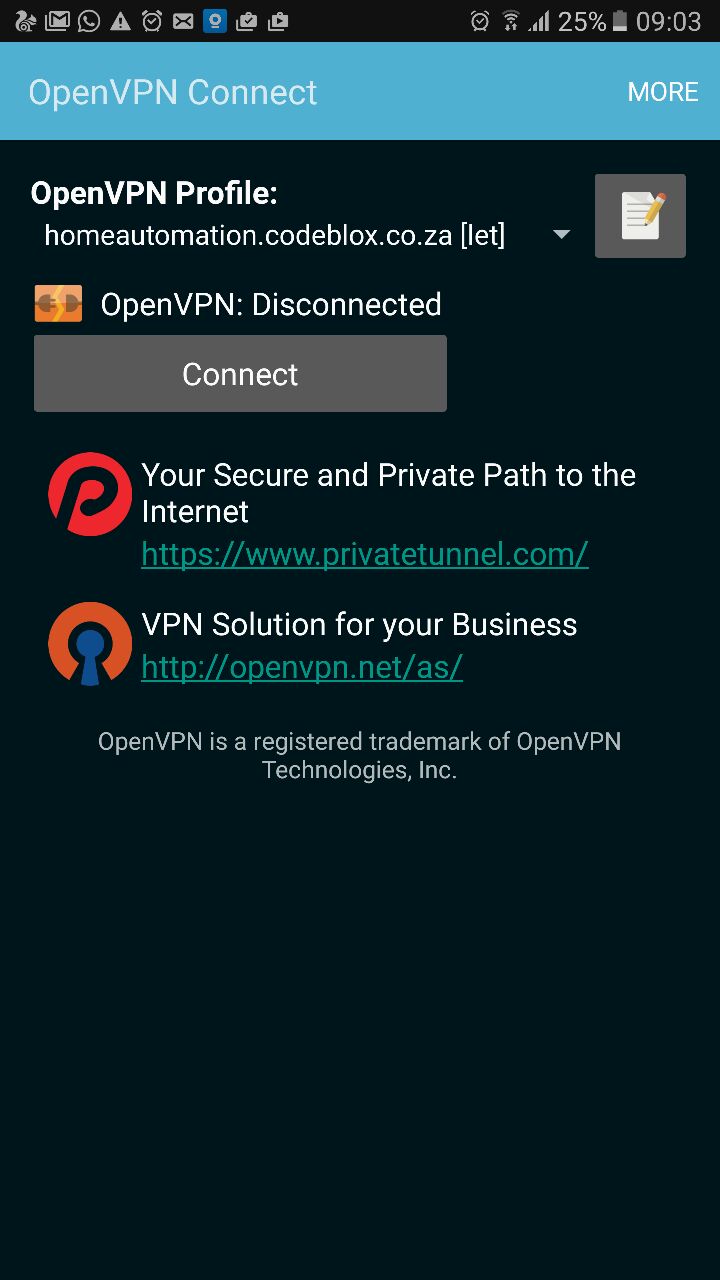 25% 09:03
OpenVPN Connect MORE
OpenVPN Profile:
homeautomation.codeblox.co.za [let]
OpenVPN: Disconnected
Connect
Your Secure and Private Path to the
Internet
https://www.privatetunnel.com/
VPN Solution for your Business
http://openvpn.net/as/
OpenVPN is a registered trademark of OpenVPN
Technologies, Inc.